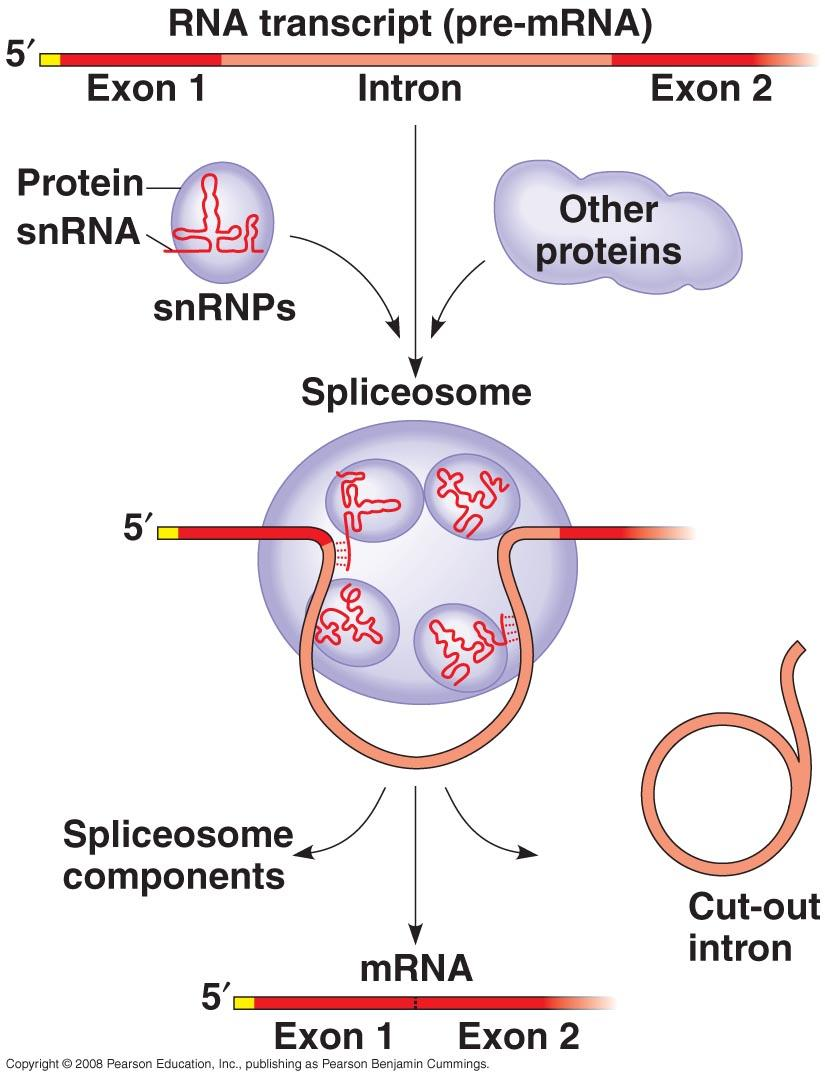 RNA transcript (pre-mRNA)
5′
Exon 1
Intron
Exon 2
Protein
snRNA
snRNPs
Other
proteins
Spliceosome
5′
Spliceosome
components
Cut-out
intron
mRNA
5′
Exon 1
Exon 2
Copyright © 2008 Pearson Education, Inc., publishing as Pearson Benjamin Cummings.